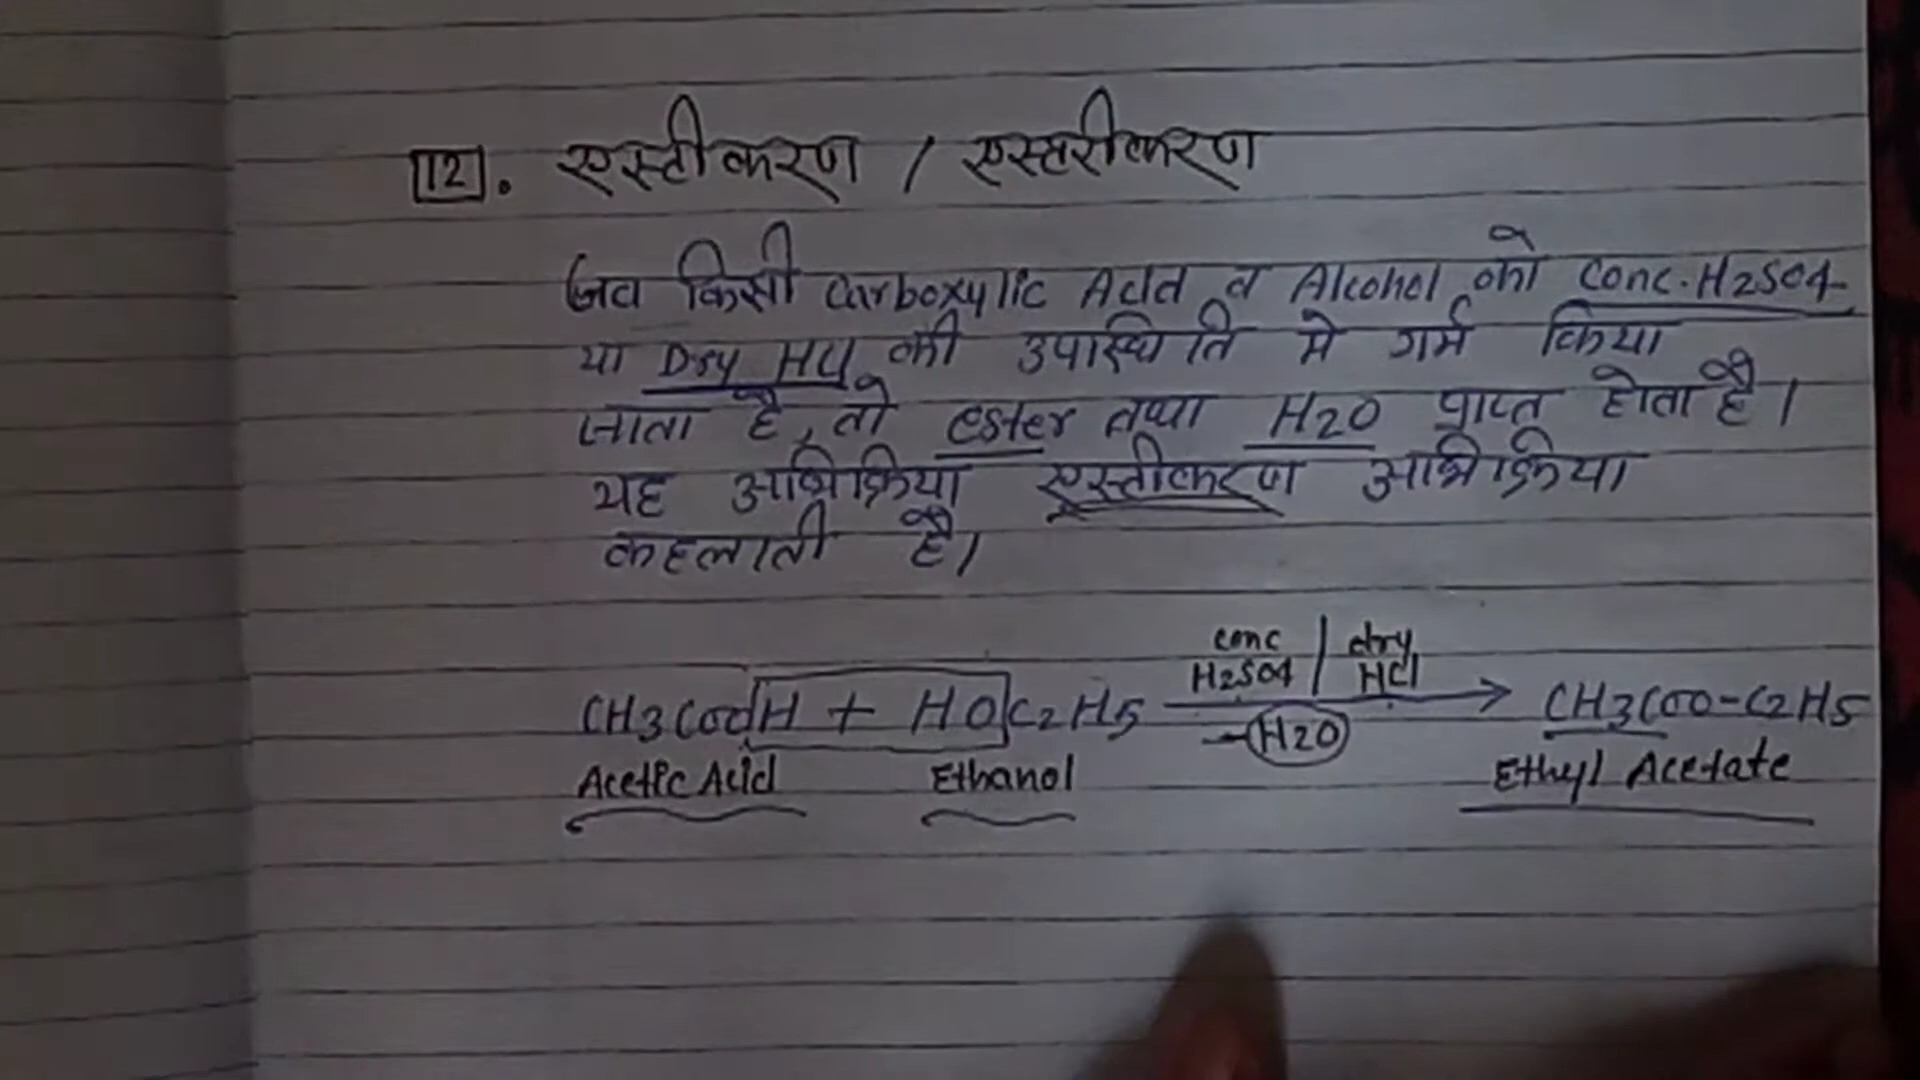 12. एस्टीकरण / एस्टरीकरण
जब किसी Carboxylic Acid व Alcohol को Conc. H2SO4
या Dry HCl की उपस्थिति मे गर्म किया
जाता है, तो ester तथा H2O प्राप्त होता है।
यह अभिक्रिया एस्तीकरण अभिक्रिया
कहलाती है।
conc H2SO4 / dry HCl
CH3COOH + HOC2H5 → CH3COO-C2H5
-H2O
Acetic Acid Ethanol Ethyl Acetate